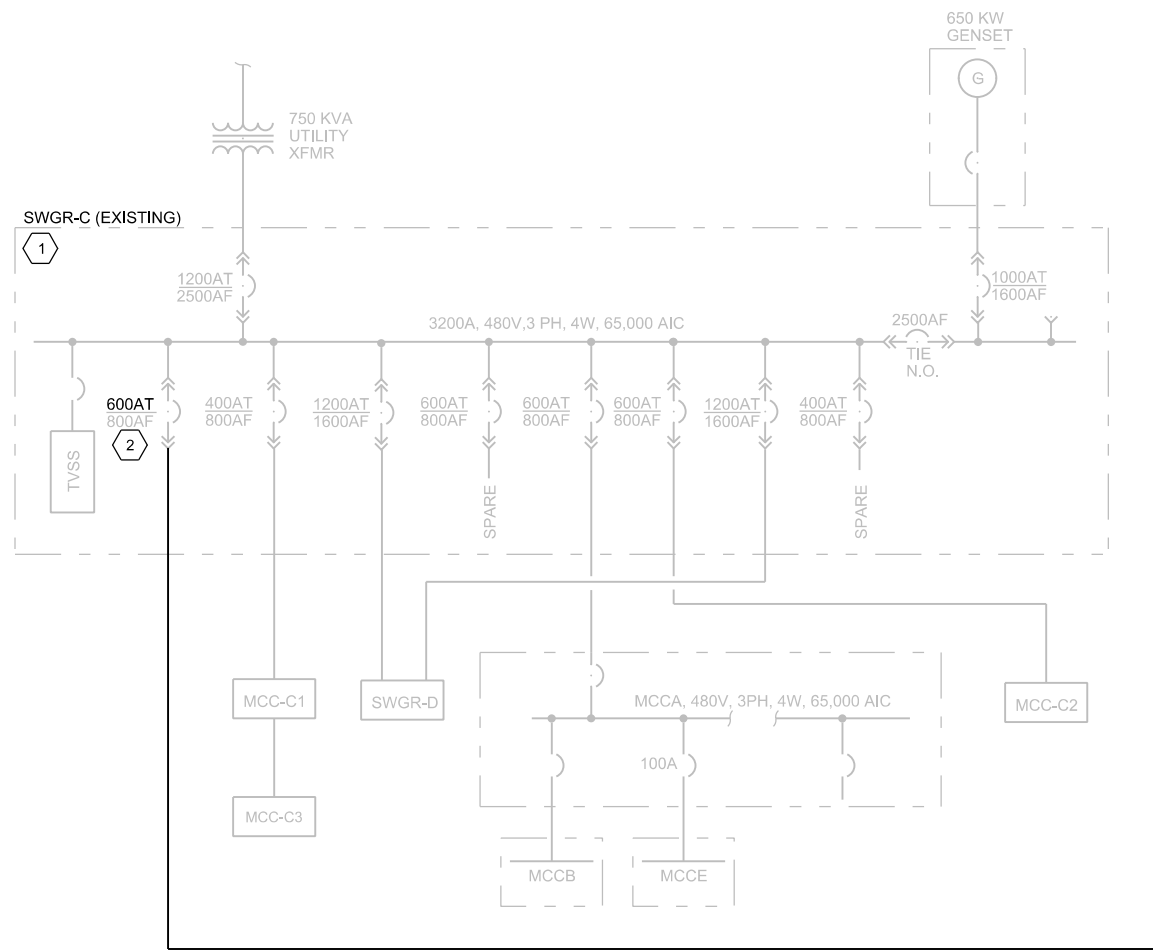 650 KW
GENSET
G
750 KVA
UTILITY
XFMR
SWGR-C (EXISTING)
1
1200AT
2500AF
1000AT
1600AF
3200A, 480V,3 PH, 4W, 65,000 AIC
2500AF
TIE
N.O.
600AT
800AF
2
400AT
800AF
1200AT
1600AF
600AT
800AF
600AT
800AF
600AT
800AF
1200AT
1600AF
400AT
800AF
TVSS
SPARE
SPARE
MCC-C1
SWGR-D
MCCA, 480V, 3PH, 4W, 65,000 AIC
MCC-C2
100A
MCC-C3
MCCB
MCCE